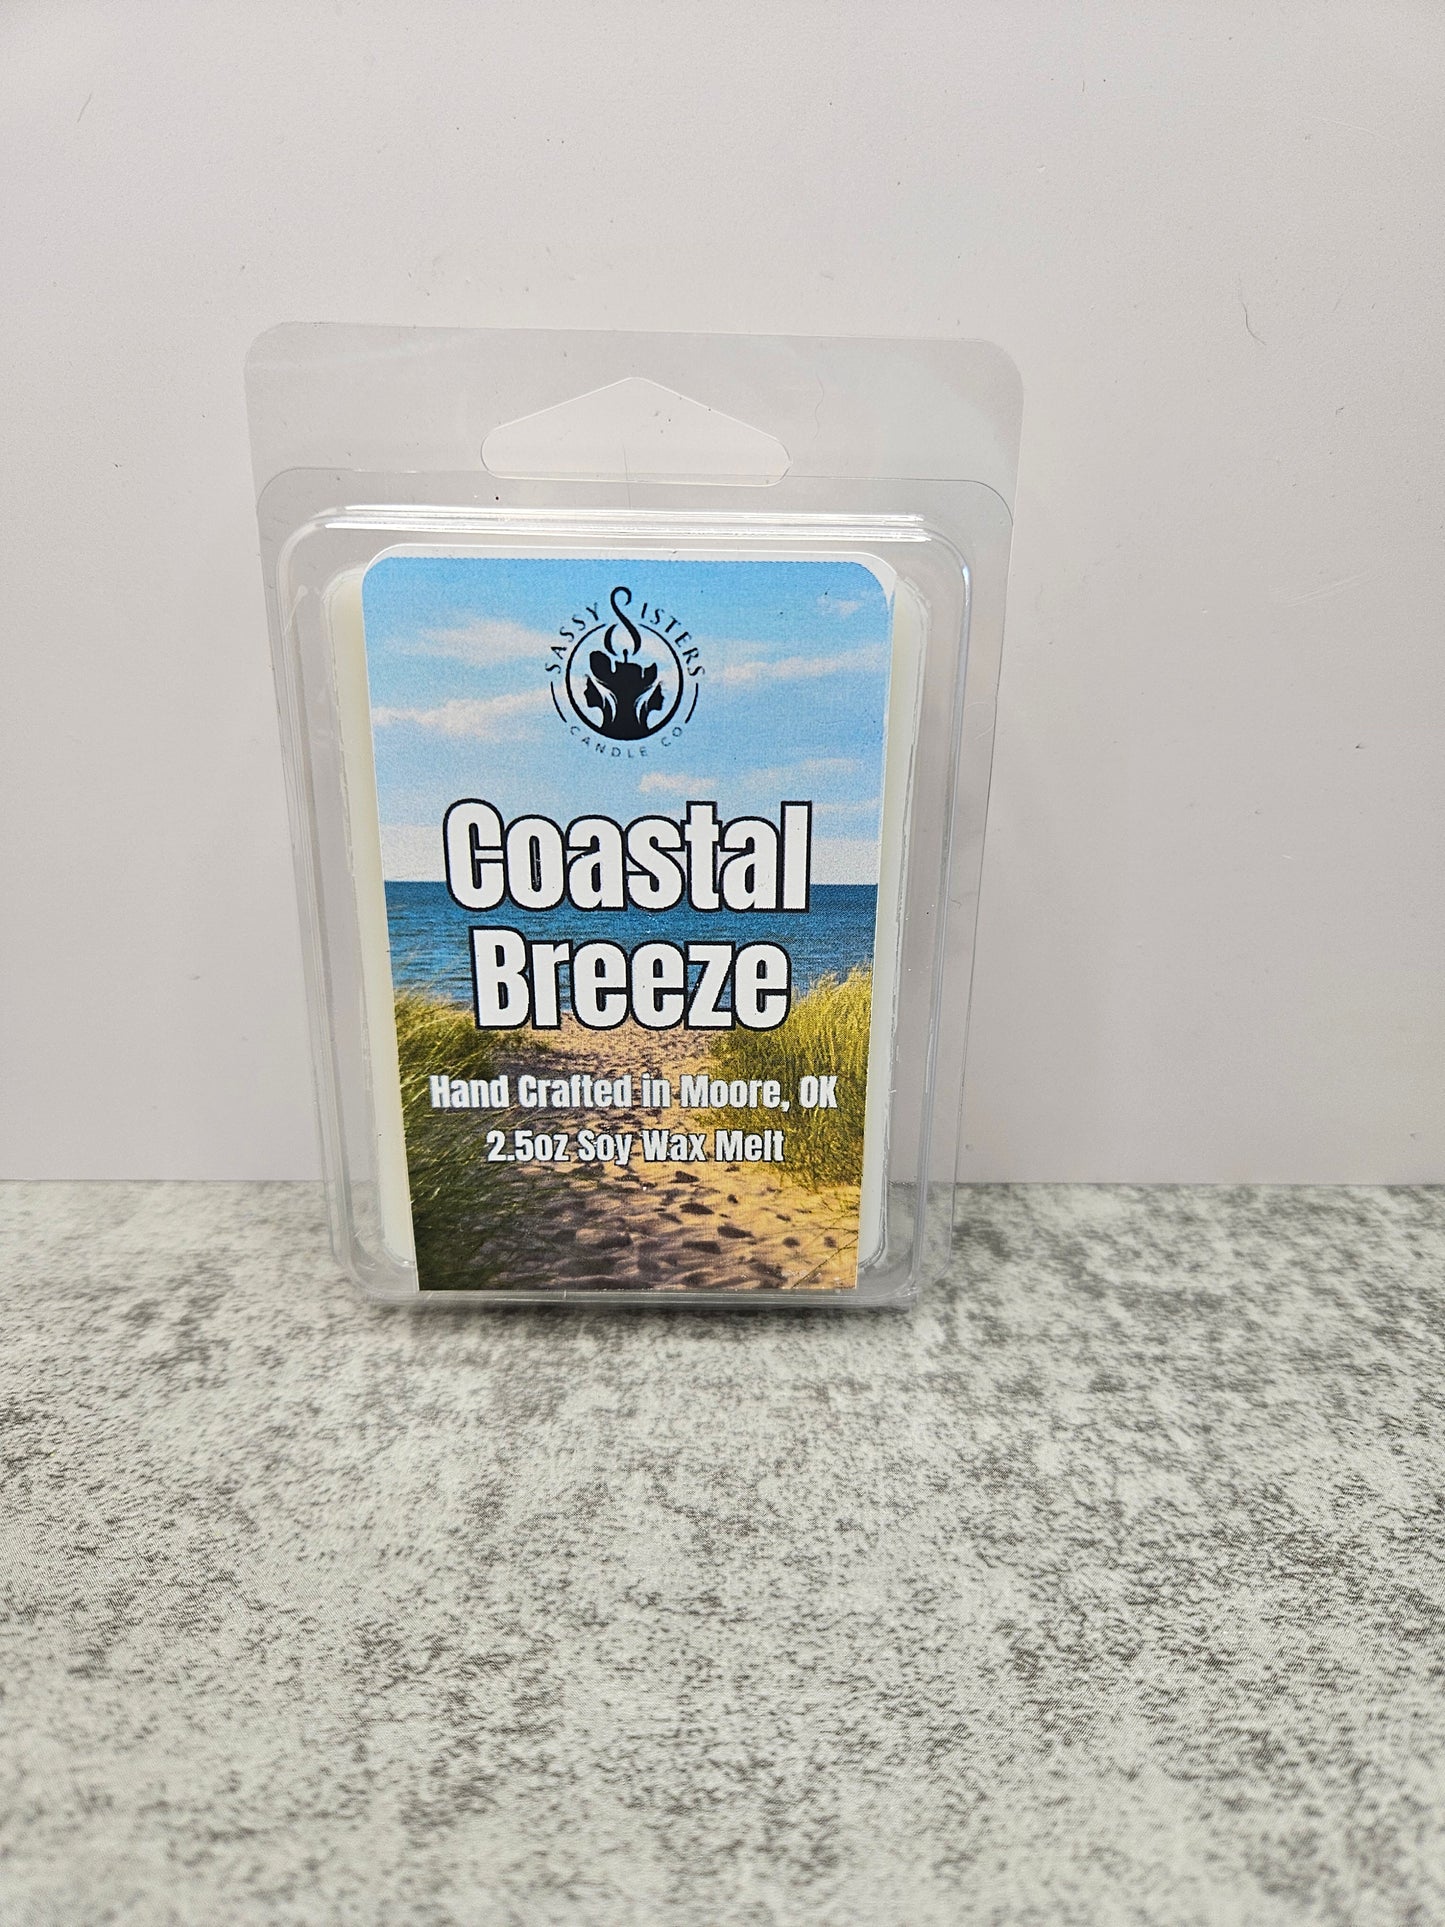 SASSY SISTERS
CANDLE CO
Coastal
Breeze
Hand Crafted in Moore, OK
2.5oz Soy Wax Melt